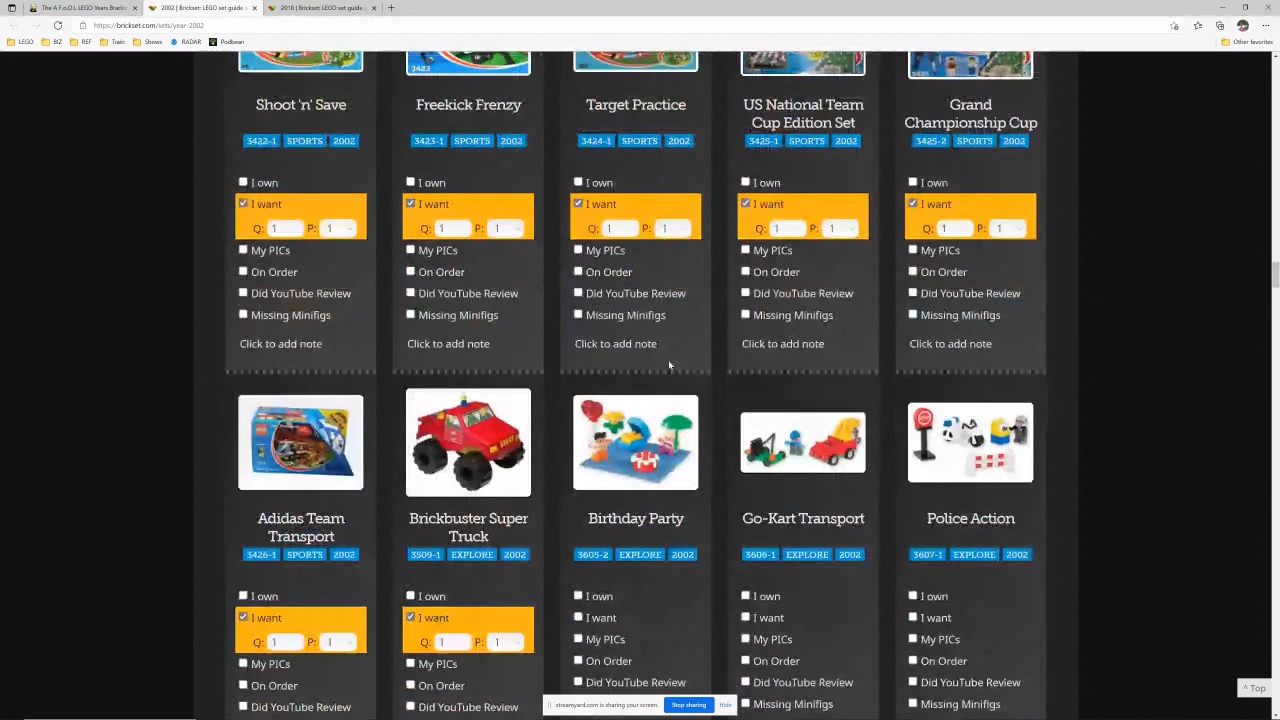 The A.F.o.O.L LEGO Years Bracke
2002 | Brickset: LEGO set guide a
2018 | Brickset: LEGO set guide a
https://brickset.com/sets/year-2002
LEGO BIZ REF Train Shows RADAR Podbean Other favorites
3423
3425
Shoot 'n' Save Freekick Frenzy Target Practice US National Team Cup Edition Set Grand Championship Cup
3422-1 SPORTS 2002 3423-1 SPORTS 2002 3424-1 SPORTS 2002 3425-1 SPORTS 2002 3425-2 SPORTS 2002
I own I own I own I own I own
I want I want I want I want I want
Q: 1 P: 1 Q: 1 P: 1 Q: 1 P: 1 Q: 1 P: 1 Q: 1 P: 1
My PICs My PICs My PICs My PICs My PICs
On Order On Order On Order On Order On Order
Did YouTube Review Did YouTube Review Did YouTube Review Did YouTube Review Did YouTube Review
Missing Minifigs Missing Minifigs Missing Minifigs Missing Minifigs Missing Minifigs
Click to add note Click to add note Click to add note Click to add note Click to add note
Adidas Team Transport Brickbuster Super Truck Birthday Party Go-Kart Transport Police Action
3426-1 SPORTS 2002 3509-1 EXPLORE 2002 3605-2 EXPLORE 2002 3606-1 EXPLORE 2002 3607-1 EXPLORE 2002
I own I own I own I own I own
I want I want I want I want I want
Q: 1 P: 1 Q: 1 P: 1
My PICs My PICs My PICs
My PICs My PICs
On Order On Order On Order
On Order On Order
Did YouTube Review Did YouTube Review Did YouTube Review
Did YouTube Review Did YouTube Review
Missing Minifigs Missing Minifigs
^ Top
streamyard.com is sharing your screen. Stop sharing Hide